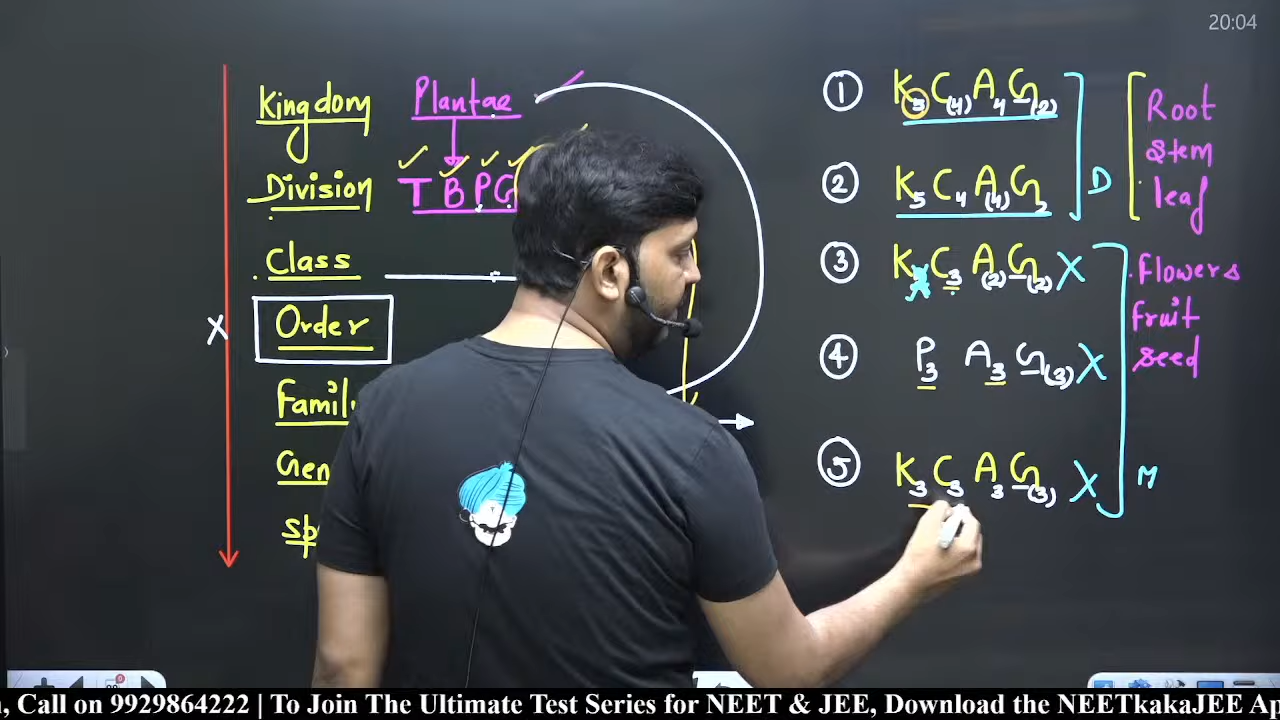 20:04
Kingdom Plantae
Division T B P G
Class
Order
Famil
Gen
sp
X
① K5 C(4) A4 G(2)
② K5 C4 A(4) G2
D
③ K C3 A(2) G(2) X
④ P3 A3 G(3) X
⑤ K3 C3 A3 G(3) X
M
Root
stem
leaf
flowers
fruit
seed
, Call on 9929864222 | To Join The Ultimate Test Series for NEET & JEE, Download the NEETkakaJEE Ap